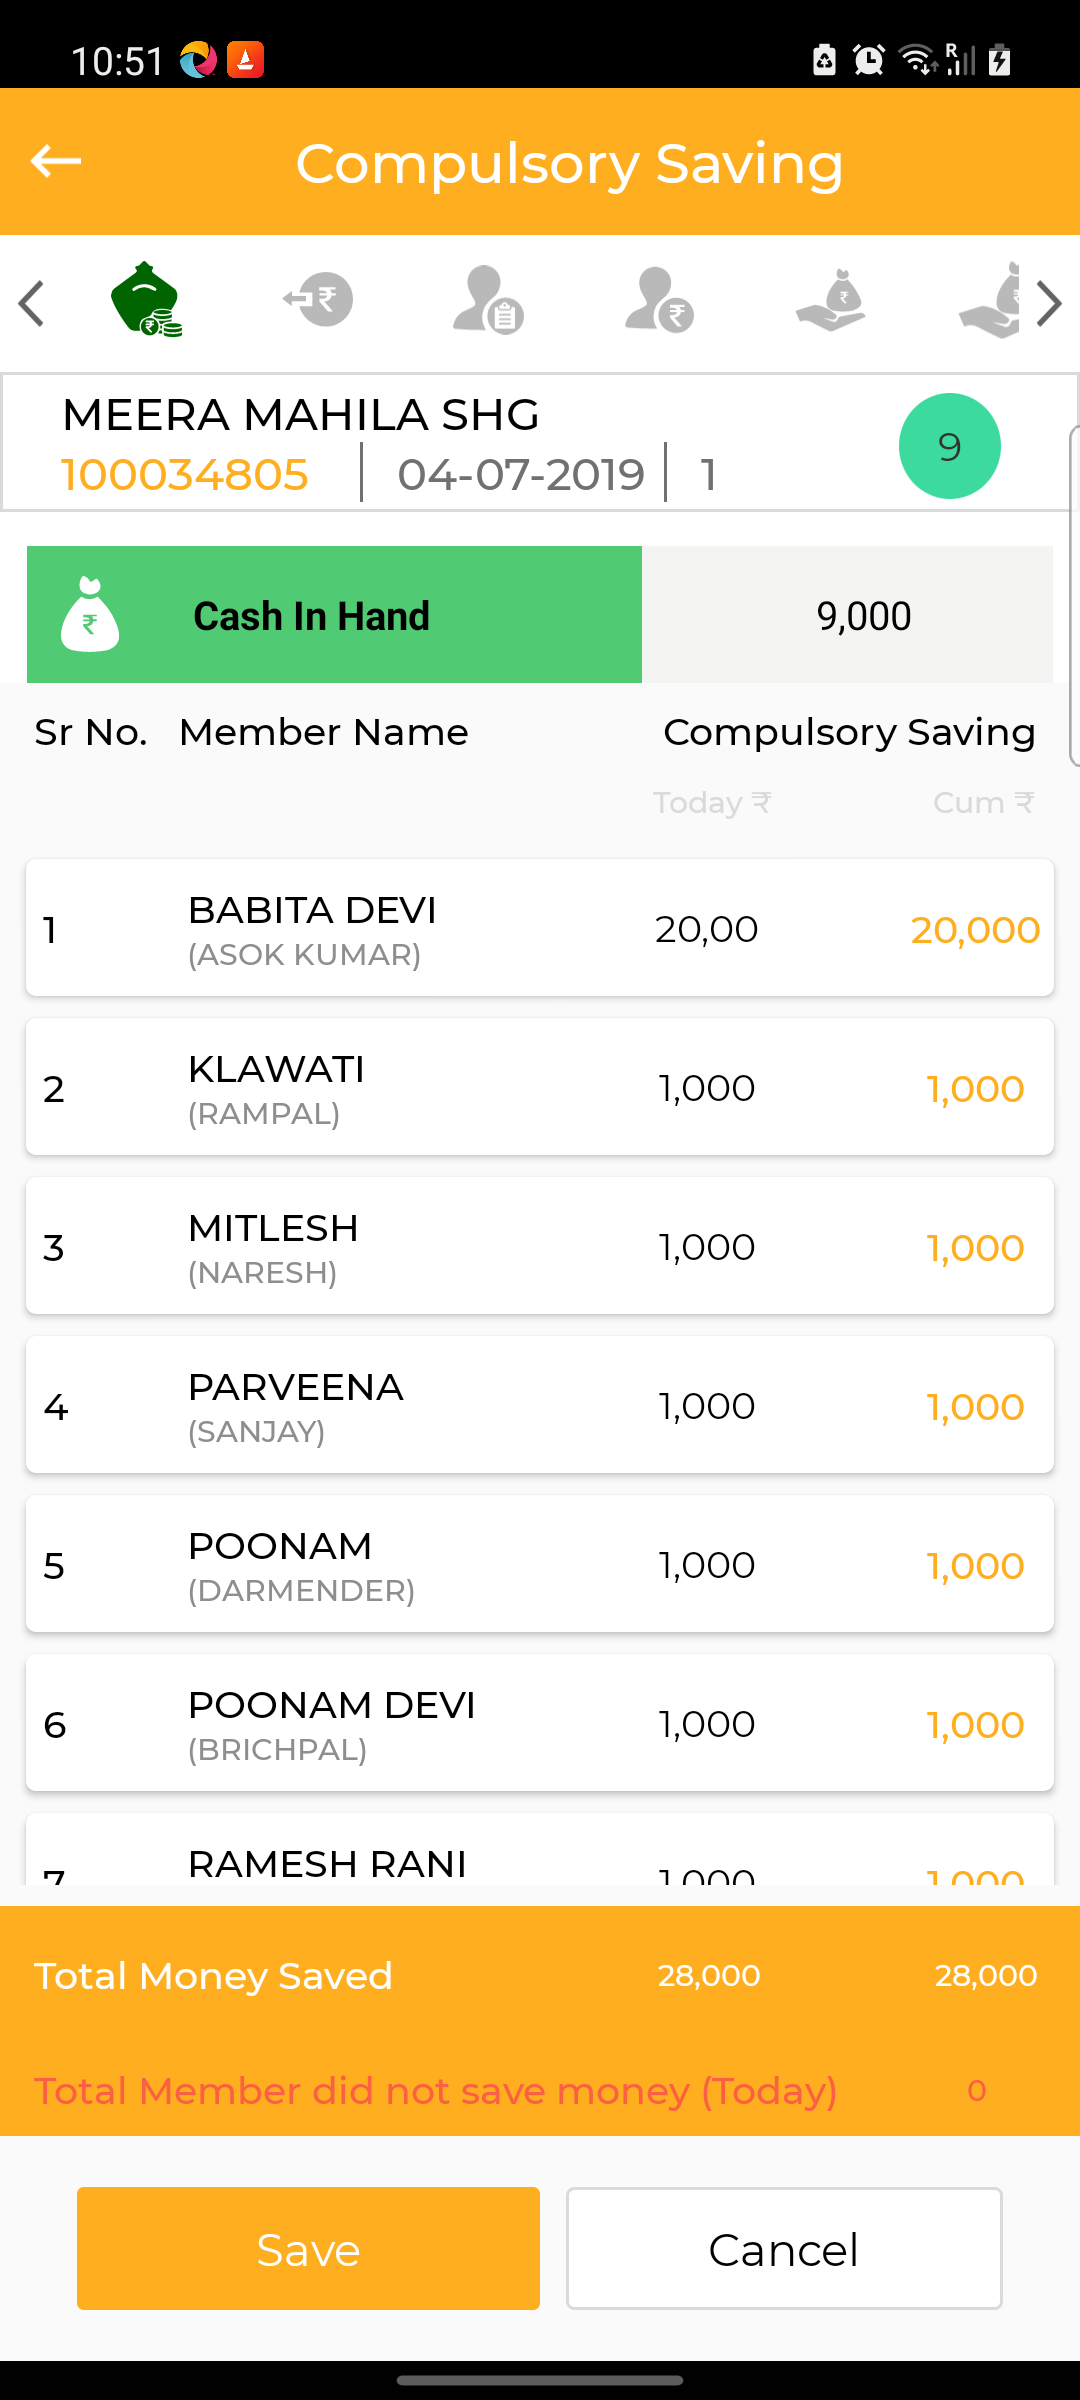 10:51
Compulsory Saving
MEERA MAHILA SHG
100034805 04-07-2019 1
9
Cash In Hand 9,000
Sr No. Member Name Compulsory Saving
Today ₹ Cum ₹
1 BABITA DEVI 20,00 20,000
(ASOK KUMAR)
2 KLAWATI 1,000 1,000
(RAMPAL)
3 MITLESH 1,000 1,000
(NARESH)
4 PARVEENA 1,000 1,000
(SANJAY)
5 POONAM 1,000 1,000
(DARMENDER)
6 POONAM DEVI 1,000 1,000
(BRICHPAL)
7 RAMESH RANI 1,000 1,000
Total Money Saved 28,000 28,000
Total Member did not save money (Today) 0
Save Cancel